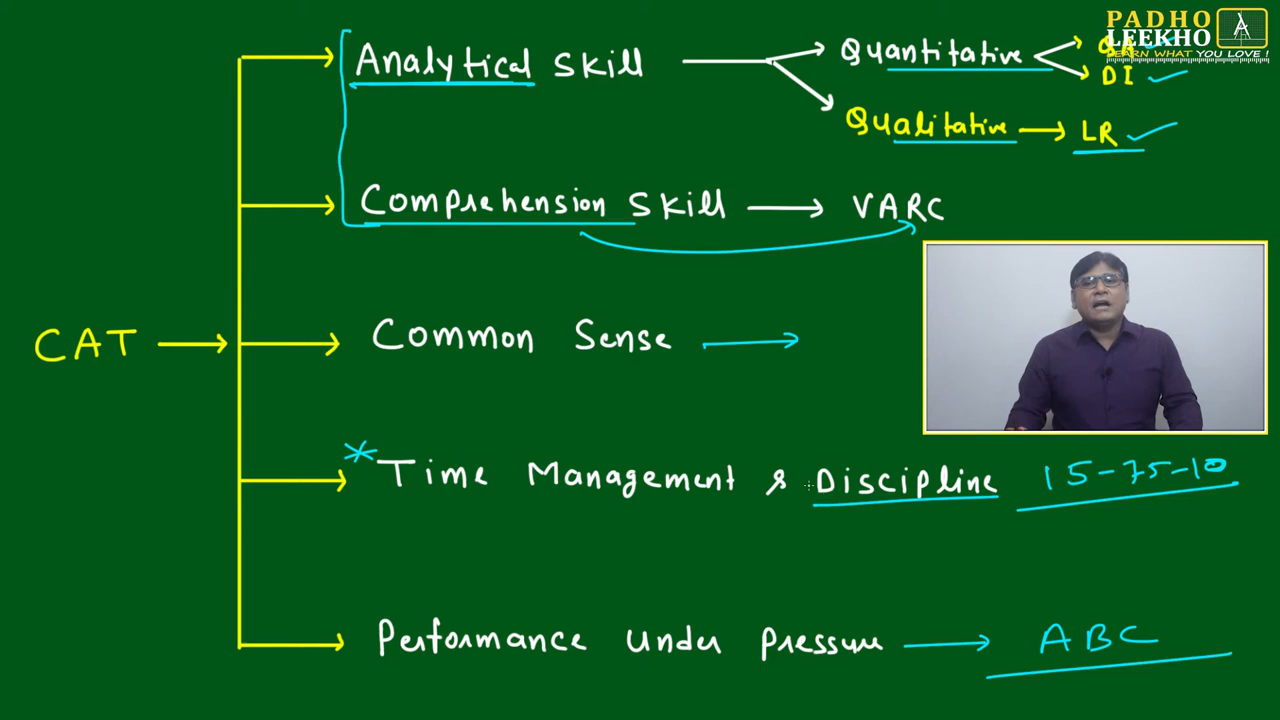 PADHO
LEEKHO
LEARN WHAT YOU LOVE !
Analytical Skill
Quantitative
DI
Qualitative
LR
Comprehension Skill
VARC
CAT
Common Sense
*Time Management & Discipline 15-75-10
Performance Under Pressure
ABC